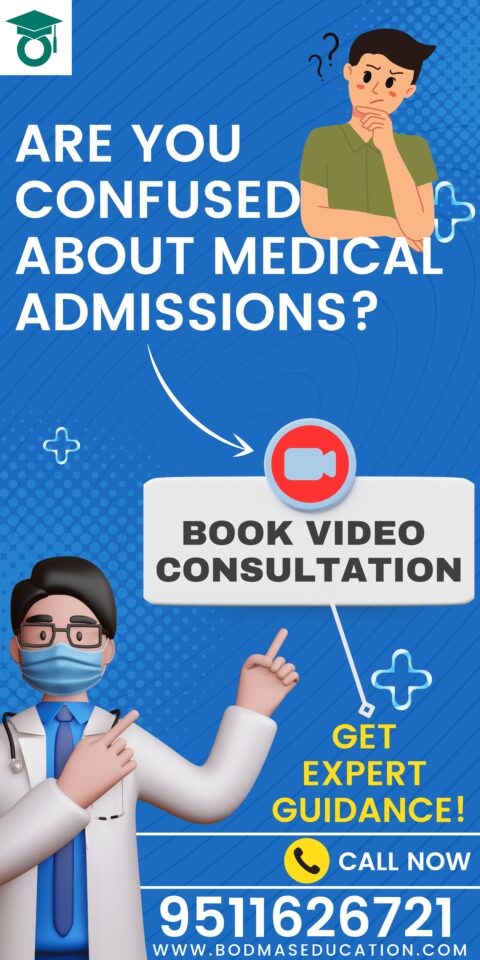 ARE YOU
CONFUSED
ABOUT MEDICAL
ADMISSIONS?
BOOK VIDEO
CONSULTATION
GET
EXPERT
GUIDANCE!
CALL NOW
9511626721
WWW.BODMASEDUCATION.COM